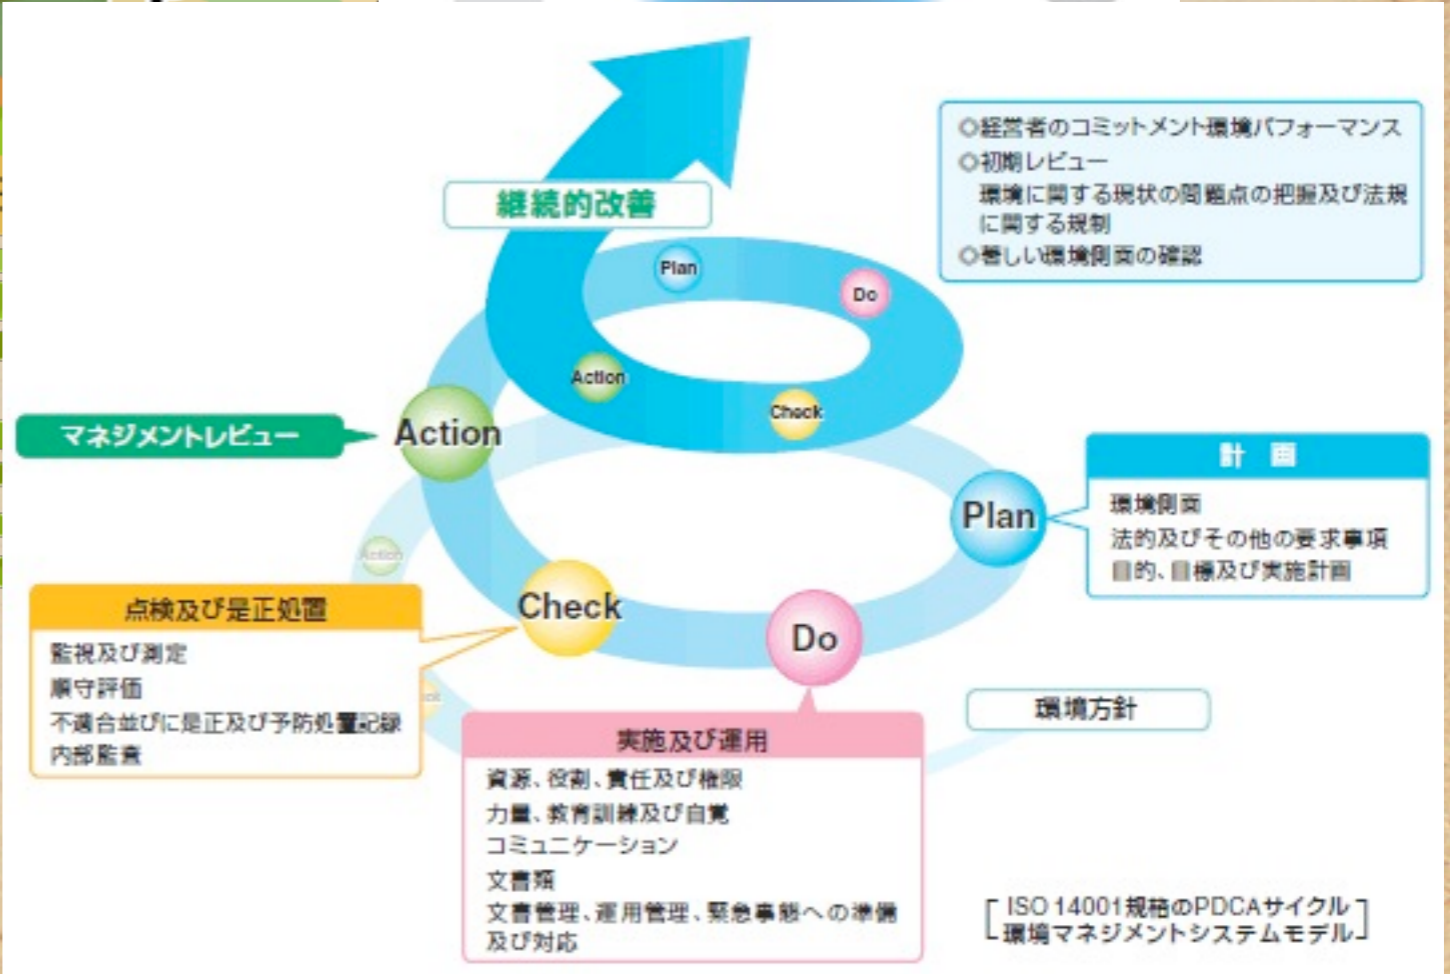 ◇経営者のコミットメント環境パフォーマンス
◇初期レビュー
環境に関する現状の問題点の把握及び法規
に関する規制
◇著しい環境側面の確認
継続的改善
Plan
Do
Action
Check
マネジメントレビュー
Action
Plan
計 画
環境側面
法的及びその他の要求事項
目的、目標及び実施計画
Action
Check
Do
点検及び是正処置
監視及び測定
順守評価
不適合並びに是正及び予防処置記録
内部監査
環境方針
実施及び運用
資源、役割、責任及び権限
力量、教育訓練及び自覚
コミュニケーション
文書類
文書管理、運用管理、緊急事態への準備
及び対応
ISO 14001規格のPDCAサイクル
環境マネジメントシステムモデル